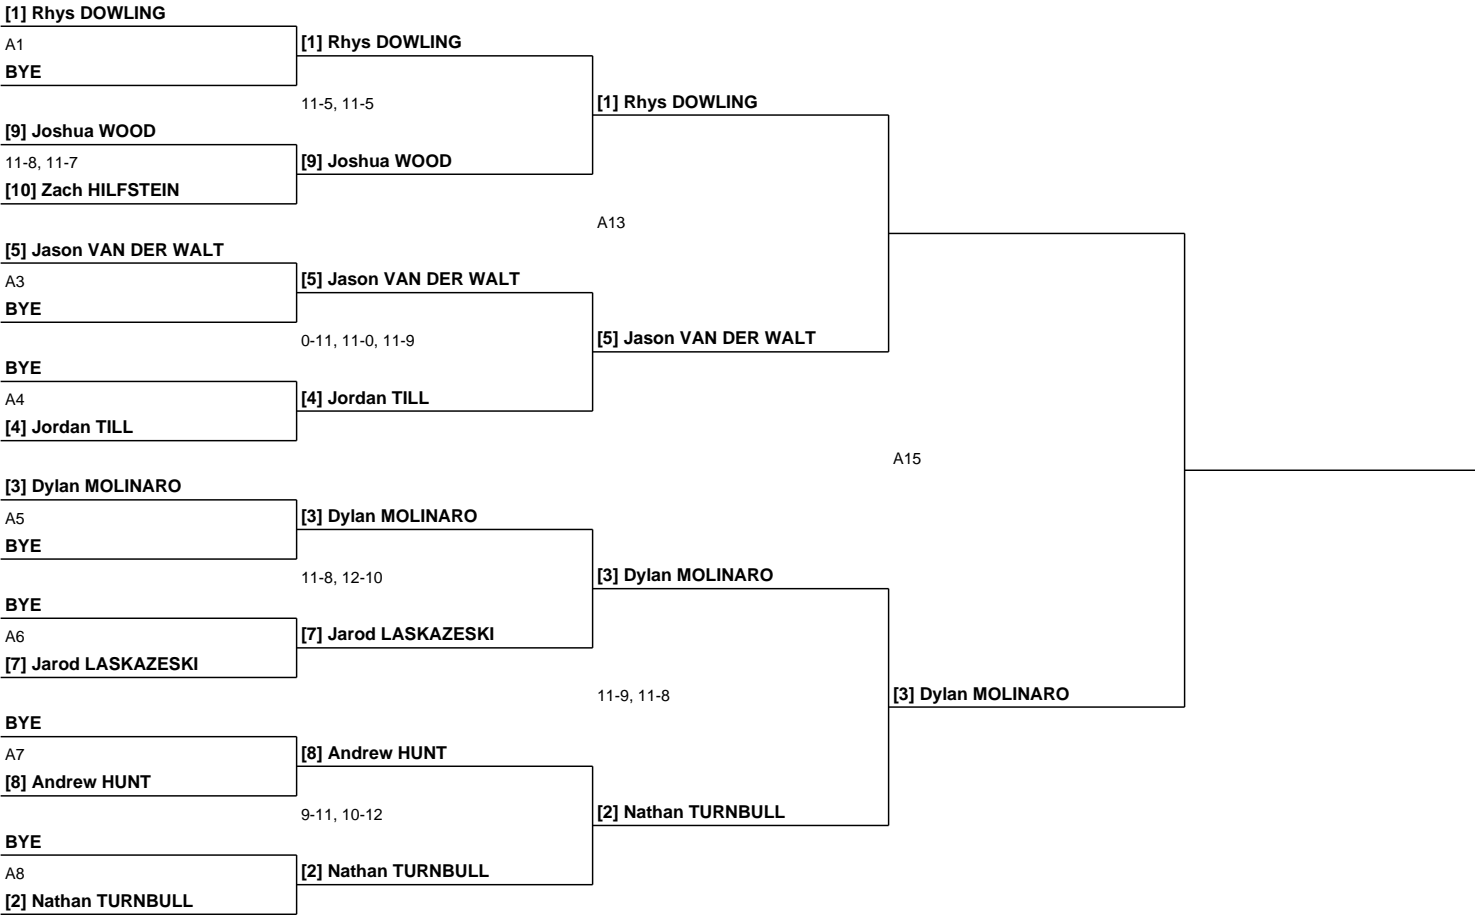 [1] Rhys DOWLING
A1
BYE
[9] Joshua WOOD
11-8, 11-7
[10] Zach HILFSTEIN
[5] Jason VAN DER WALT
A3
BYE
BYE
A4
[4] Jordan TILL
[3] Dylan MOLINARO
A5
BYE
BYE
A6
[7] Jarod LASKAZESKI
BYE
A7
[8] Andrew HUNT
BYE
A8
[2] Nathan TURNBULL
[1] Rhys DOWLING
11-5, 11-5
[9] Joshua WOOD
[5] Jason VAN DER WALT
0-11, 11-0, 11-9
[4] Jordan TILL
[3] Dylan MOLINARO
11-8, 12-10
[7] Jarod LASKAZESKI
[8] Andrew HUNT
9-11, 10-12
[2] Nathan TURNBULL
[1] Rhys DOWLING
A13
[5] Jason VAN DER WALT
[3] Dylan MOLINARO
11-9, 11-8
[2] Nathan TURNBULL
A15
[3] Dylan MOLINARO